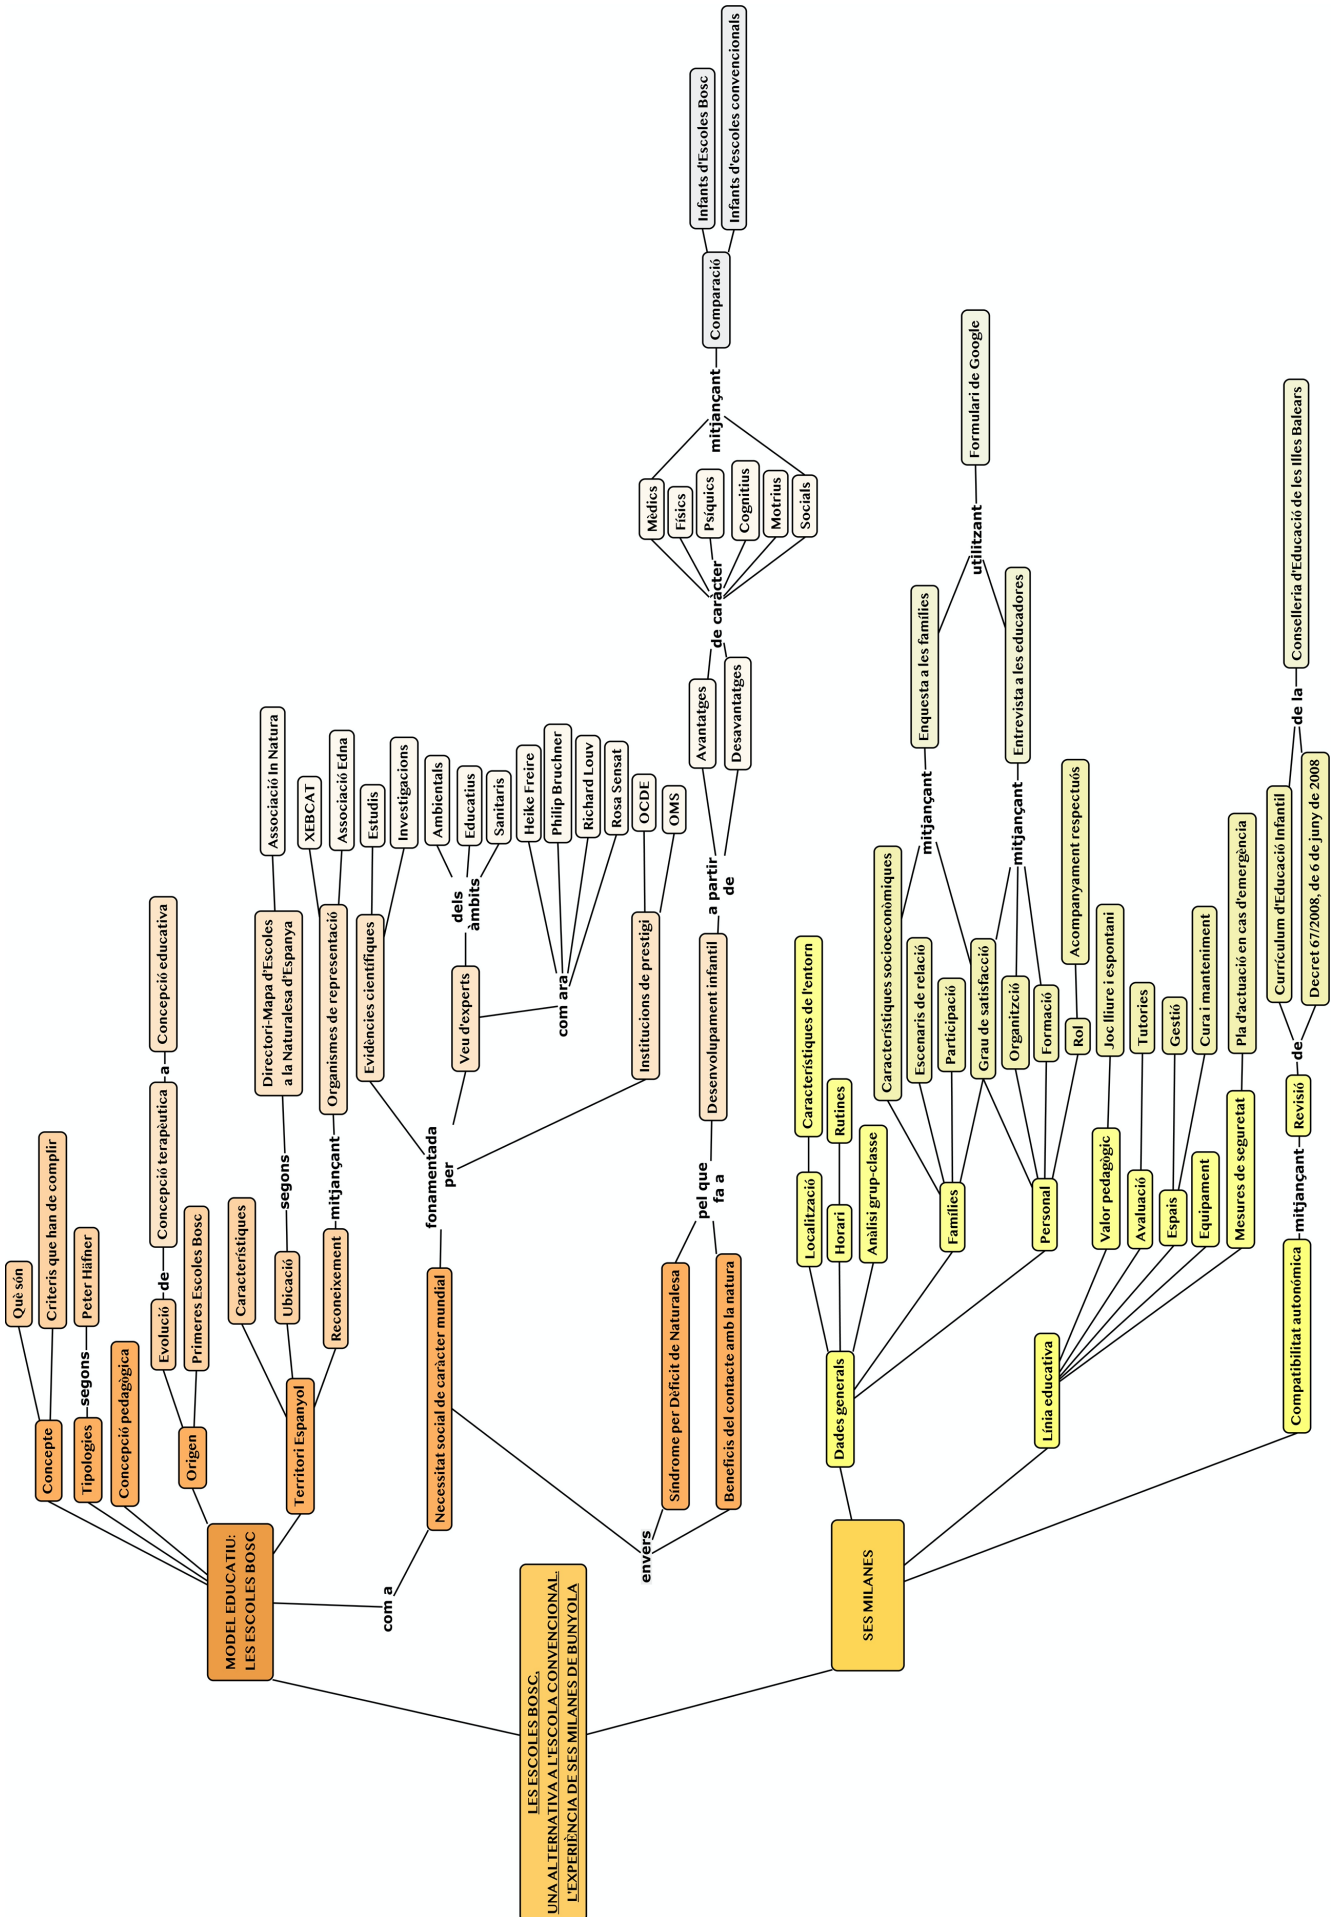 LES ESCOLES BOSC.
UNA ALTERNATIVA A L'ESCOLA CONVENCIONAL.
L'EXPERIÈNCIA DE SES MILANES DE BUNYOLA
MODEL EDUCATIU:
LES ESCOLES BOSC
Concepte
Què són
Criteris que han de complir
Tipologies
segons
Peter Häfner
Concepció pedagògica
Origen
Evolució
de
Concepció terapèutica
a
Concepció educativa
Primeres Escoles Bosc
Territori Espanyol
Característiques
Ubicació
segons
Directori-Mapa d'Escoles
a la Naturalesa d'Espanya
Associació In Natura
Reconeixement
mitjançant
Organismes de representació
XEBCAT
Associació Edna
com a
Necessitat social de caràcter mundial
fonamentada
per
Evidències científiques
Estudis
Investigacions
Veu d'experts
dels
àmbits
Ambientals
Educatius
Sanitaris
com ara
Heike Freire
Philip Bruchner
Richard Louv
Rosa Sensat
Institucions de prestigi
OCDE
OMS
envers
Síndrome per Dèficit de Naturalesa
Beneficis del contacte amb la natura
pel que
fa a
Desenvolupament infantil
a partir
de
Avantatges
Desavantatges
de caràcter
Mèdics
Físics
Psíquics
Cognitius
Motrius
Socials
mitjançant
Comparació
Infants d'Escoles Bosc
Infants d'escoles convencionals
SES MILANES
Dades generals
Localització
Característiques de l'entorn
Horari
Rutines
Anàlisi grup-classe
Famílies
Característiques socioeconòmiques
Escenaris de relació
Participació
Grau de satisfacció
mitjançant
Enquesta a les famílies
Personal
Organitzció
Formació
Rol
Acompanyament respectuós
mitjançant
Entrevista a les educadores
utilitzant
Formulari de Google
Línia educativa
Valor pedagògic
Joc lliure i espontani
Avaluació
Tutories
Espais
Gestió
Cura i manteniment
Equipament
Mesures de seguretat
Pla d'actuació en cas d'emergència
Compatibilitat autonómica
mitjançant
Revisió
de
Currículum d'Educació Infantil
Decret 67/2008, de 6 de juny de 2008
de la
Conselleria d'Educació de les Illes Balears